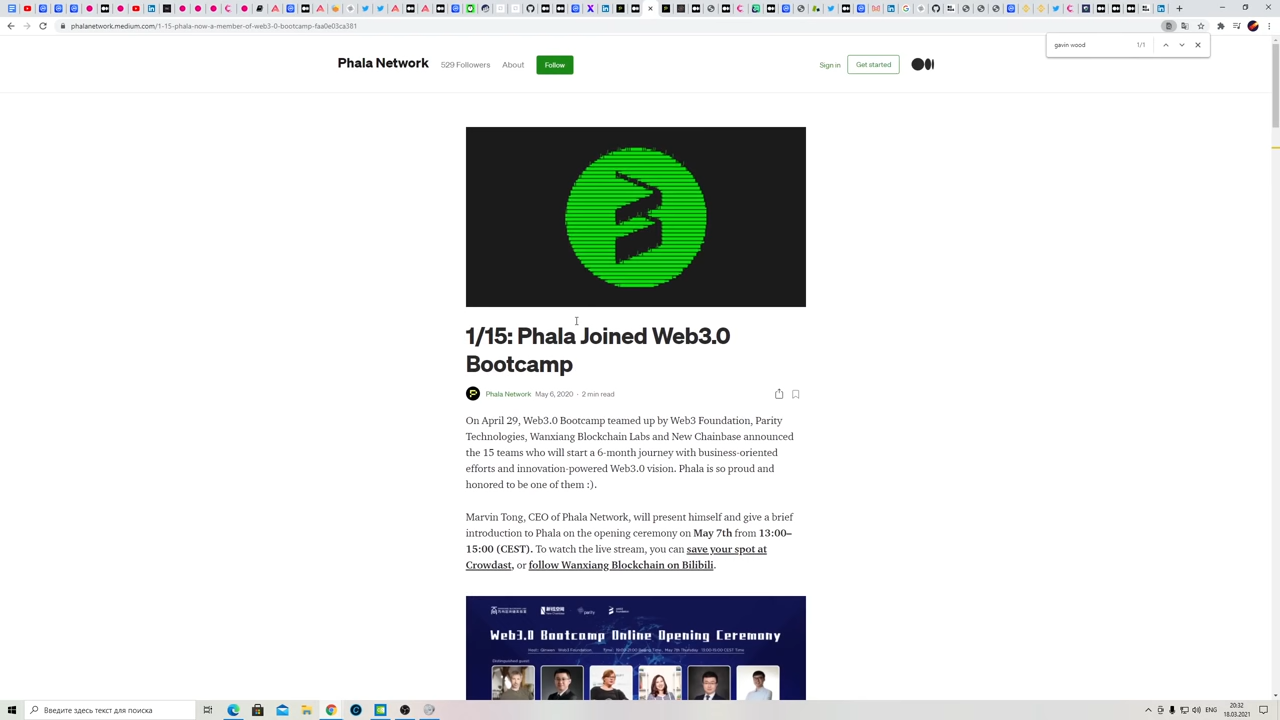 phalanetwork.medium.com/1-15-phala-now-a-member-of-web3-0-bootcamp-faa0e03ca381
gavin wood 1/1
Phala Network 529 Followers About Follow
Sign in Get started
1/15: Phala Joined Web3.0
Bootcamp
Phala Network May 6, 2020 · 2 min read
On April 29, Web3.0 Bootcamp teamed up by Web3 Foundation, Parity
Technologies, Wanxiang Blockchain Labs and New Chainbase announced
the 15 teams who will start a 6-month journey with business-oriented
efforts and innovation-powered Web3.0 vision. Phala is so proud and
honored to be one of them :).
Marvin Tong, CEO of Phala Network, will present himself and give a brief
introduction to Phala on the opening ceremony on May 7th from 13:00–
15:00 (CEST). To watch the live stream, you can save your spot at
Crowdast, or follow Wanxiang Blockchain on Bilibili.
parity
Web3.0 Bootcamp Online Opening Ceremony
Distinguished guest
Введите здесь текст для поиска
ENG
20:32
18.03.2021